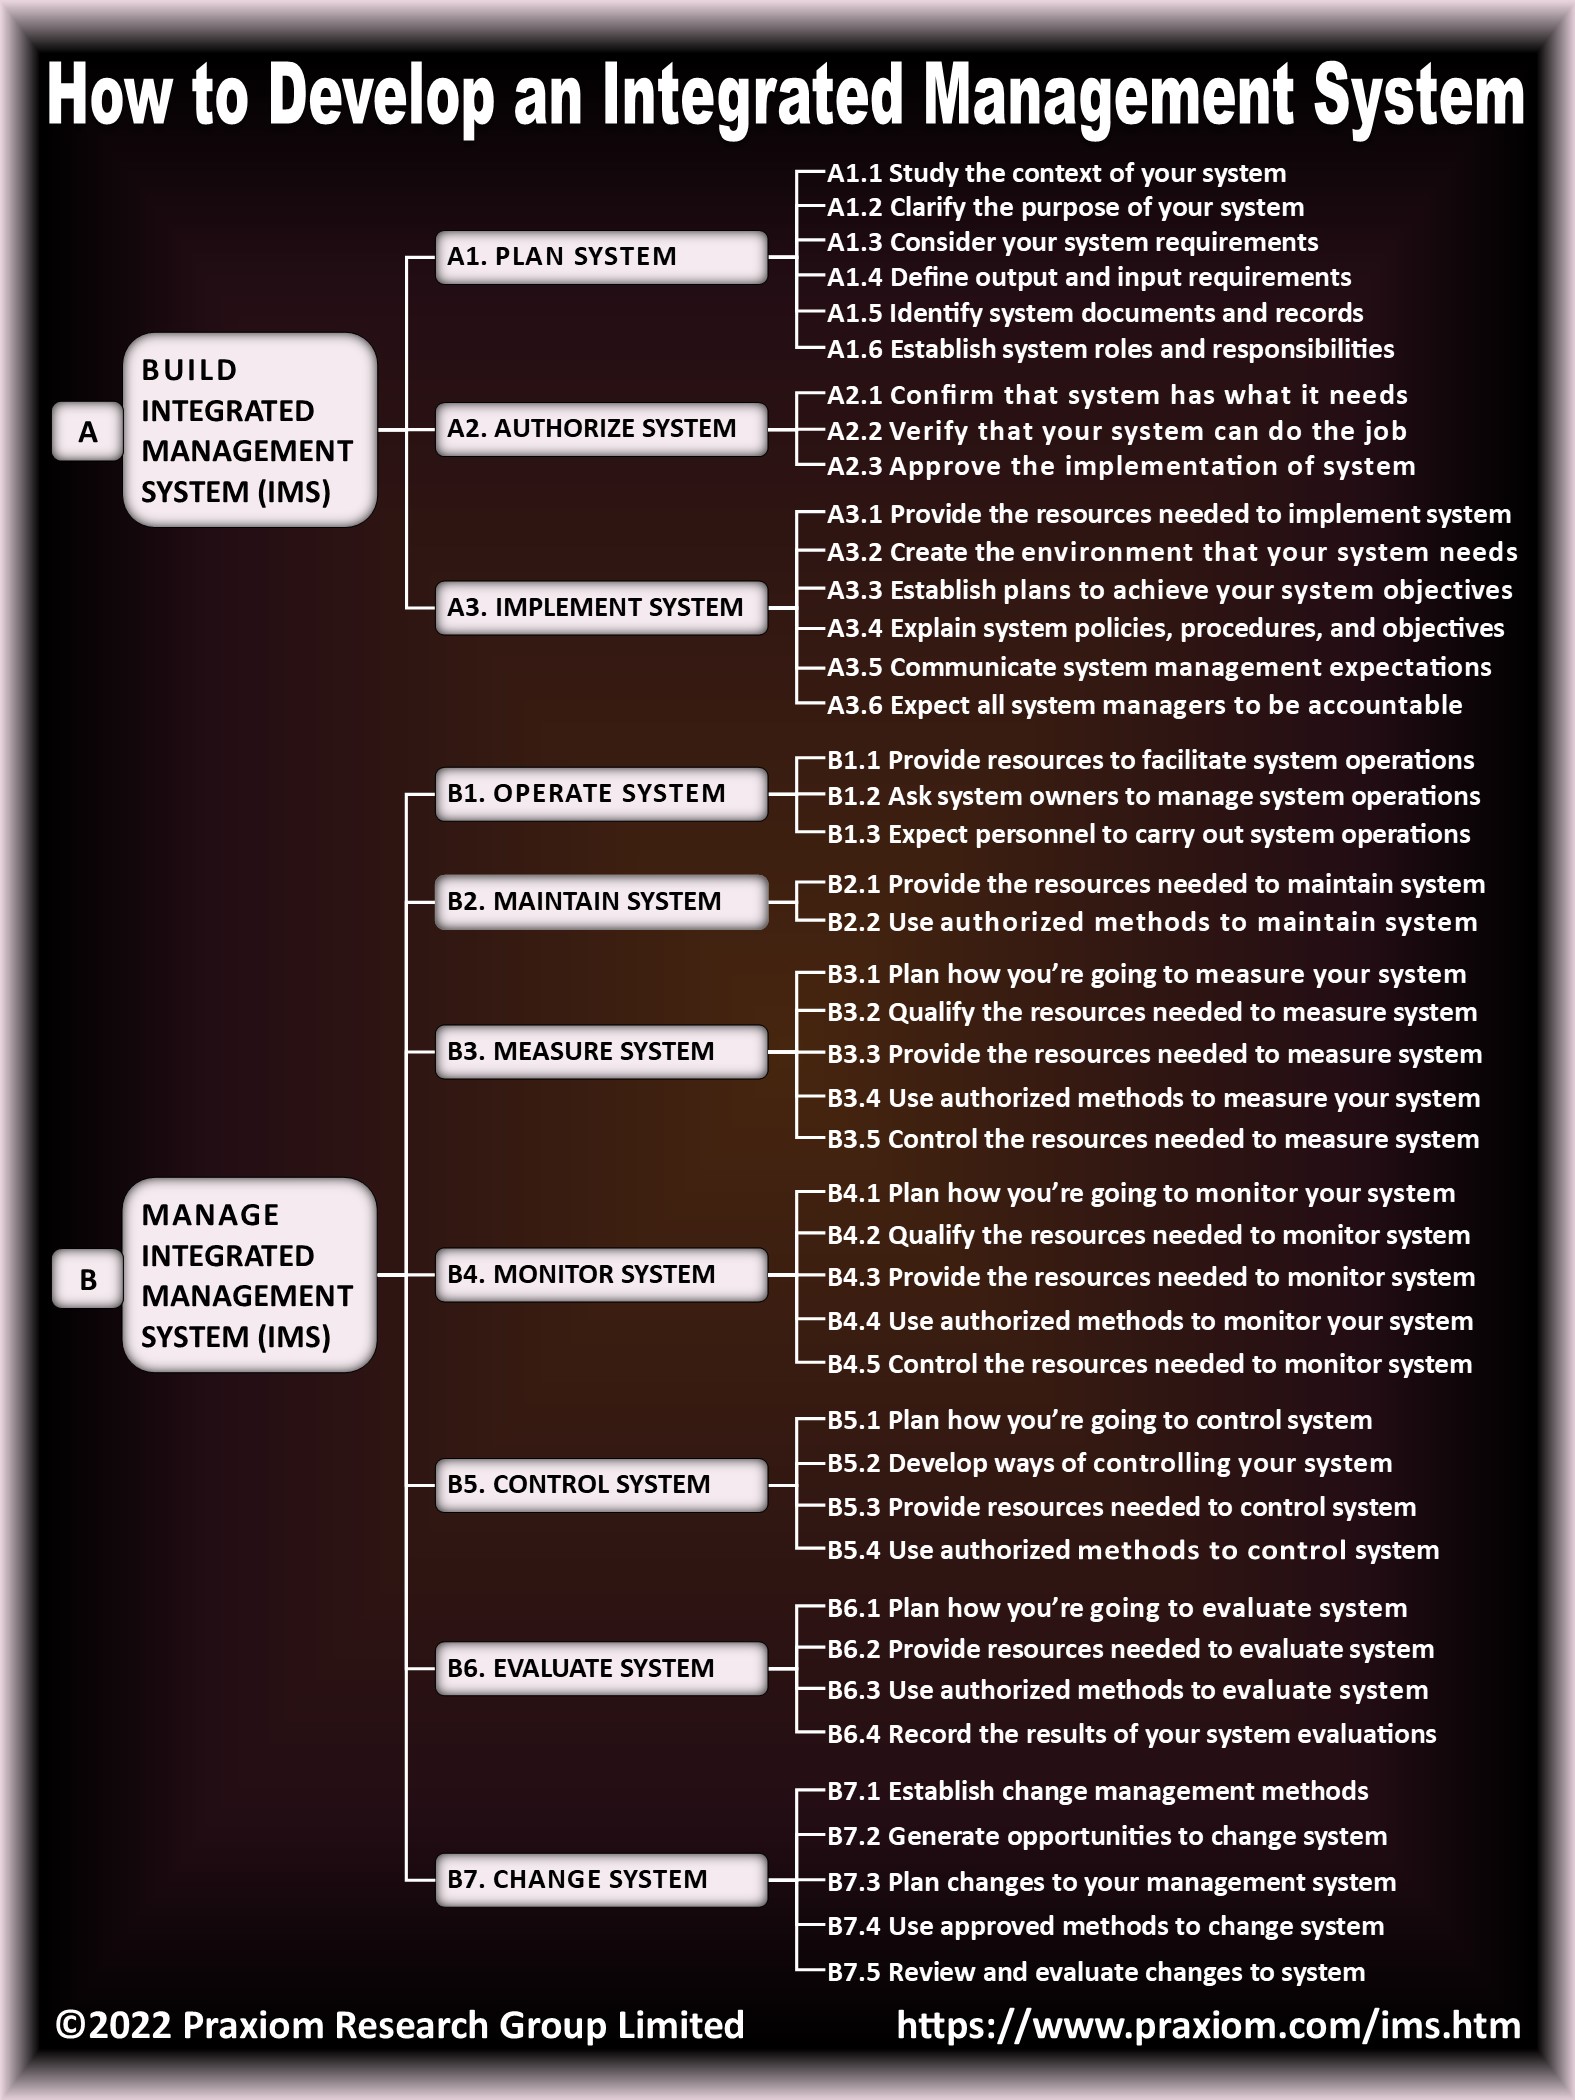 How to Develop an Integrated Management System
A
BUILD
INTEGRATED
MANAGEMENT
SYSTEM (IMS)
A1. PLAN SYSTEM
A1.1 Study the context of your system
A1.2 Clarify the purpose of your system
A1.3 Consider your system requirements
A1.4 Define output and input requirements
A1.5 Identify system documents and records
A1.6 Establish system roles and responsibilities
A2. AUTHORIZE SYSTEM
A2.1 Confirm that system has what it needs
A2.2 Verify that your system can do the job
A2.3 Approve the implementation of system
A3. IMPLEMENT SYSTEM
A3.1 Provide the resources needed to implement system
A3.2 Create the environment that your system needs
A3.3 Establish plans to achieve your system objectives
A3.4 Explain system policies, procedures, and objectives
A3.5 Communicate system management expectations
A3.6 Expect all system managers to be accountable
B
MANAGE
INTEGRATED
MANAGEMENT
SYSTEM (IMS)
B1. OPERATE SYSTEM
B1.1 Provide resources to facilitate system operations
B1.2 Ask system owners to manage system operations
B1.3 Expect personnel to carry out system operations
B2. MAINTAIN SYSTEM
B2.1 Provide the resources needed to maintain system
B2.2 Use authorized methods to maintain system
B3. MEASURE SYSTEM
B3.1 Plan how you’re going to measure your system
B3.2 Qualify the resources needed to measure system
B3.3 Provide the resources needed to measure system
B3.4 Use authorized methods to measure your system
B3.5 Control the resources needed to measure system
B4. MONITOR SYSTEM
B4.1 Plan how you’re going to monitor your system
B4.2 Qualify the resources needed to monitor system
B4.3 Provide the resources needed to monitor system
B4.4 Use authorized methods to monitor your system
B4.5 Control the resources needed to monitor system
B5. CONTROL SYSTEM
B5.1 Plan how you’re going to control system
B5.2 Develop ways of controlling your system
B5.3 Provide resources needed to control system
B5.4 Use authorized methods to control system
B6. EVALUATE SYSTEM
B6.1 Plan how you’re going to evaluate system
B6.2 Provide resources needed to evaluate system
B6.3 Use authorized methods to evaluate system
B6.4 Record the results of your system evaluations
B7. CHANGE SYSTEM
B7.1 Establish change management methods
B7.2 Generate opportunities to change system
B7.3 Plan changes to your management system
B7.4 Use approved methods to change system
B7.5 Review and evaluate changes to system
©2022 Praxiom Research Group Limited
https://www.praxiom.com/ims.htm